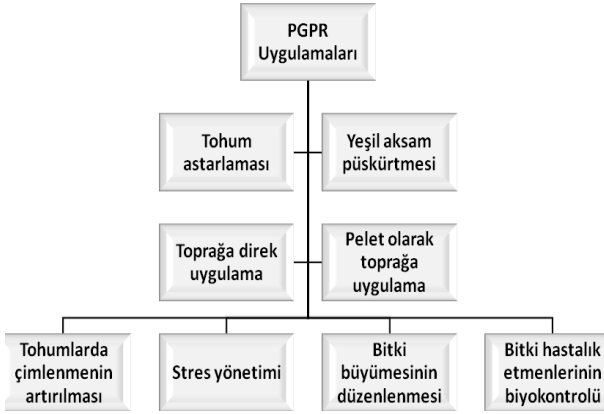 PGPR
Uygulamaları
Tohum
astarlaması
Yeşil aksam
püskürtmesi
Toprağa direk
uygulama
Pelet olarak
toprağa
uygulama
Tohumlarda
çimlenmenin
artırılması
Stres yönetimi
Bitki
büyümesinin
düzenlenmesi
Bitki hastalık
etmenlerinin
biyokontrolü